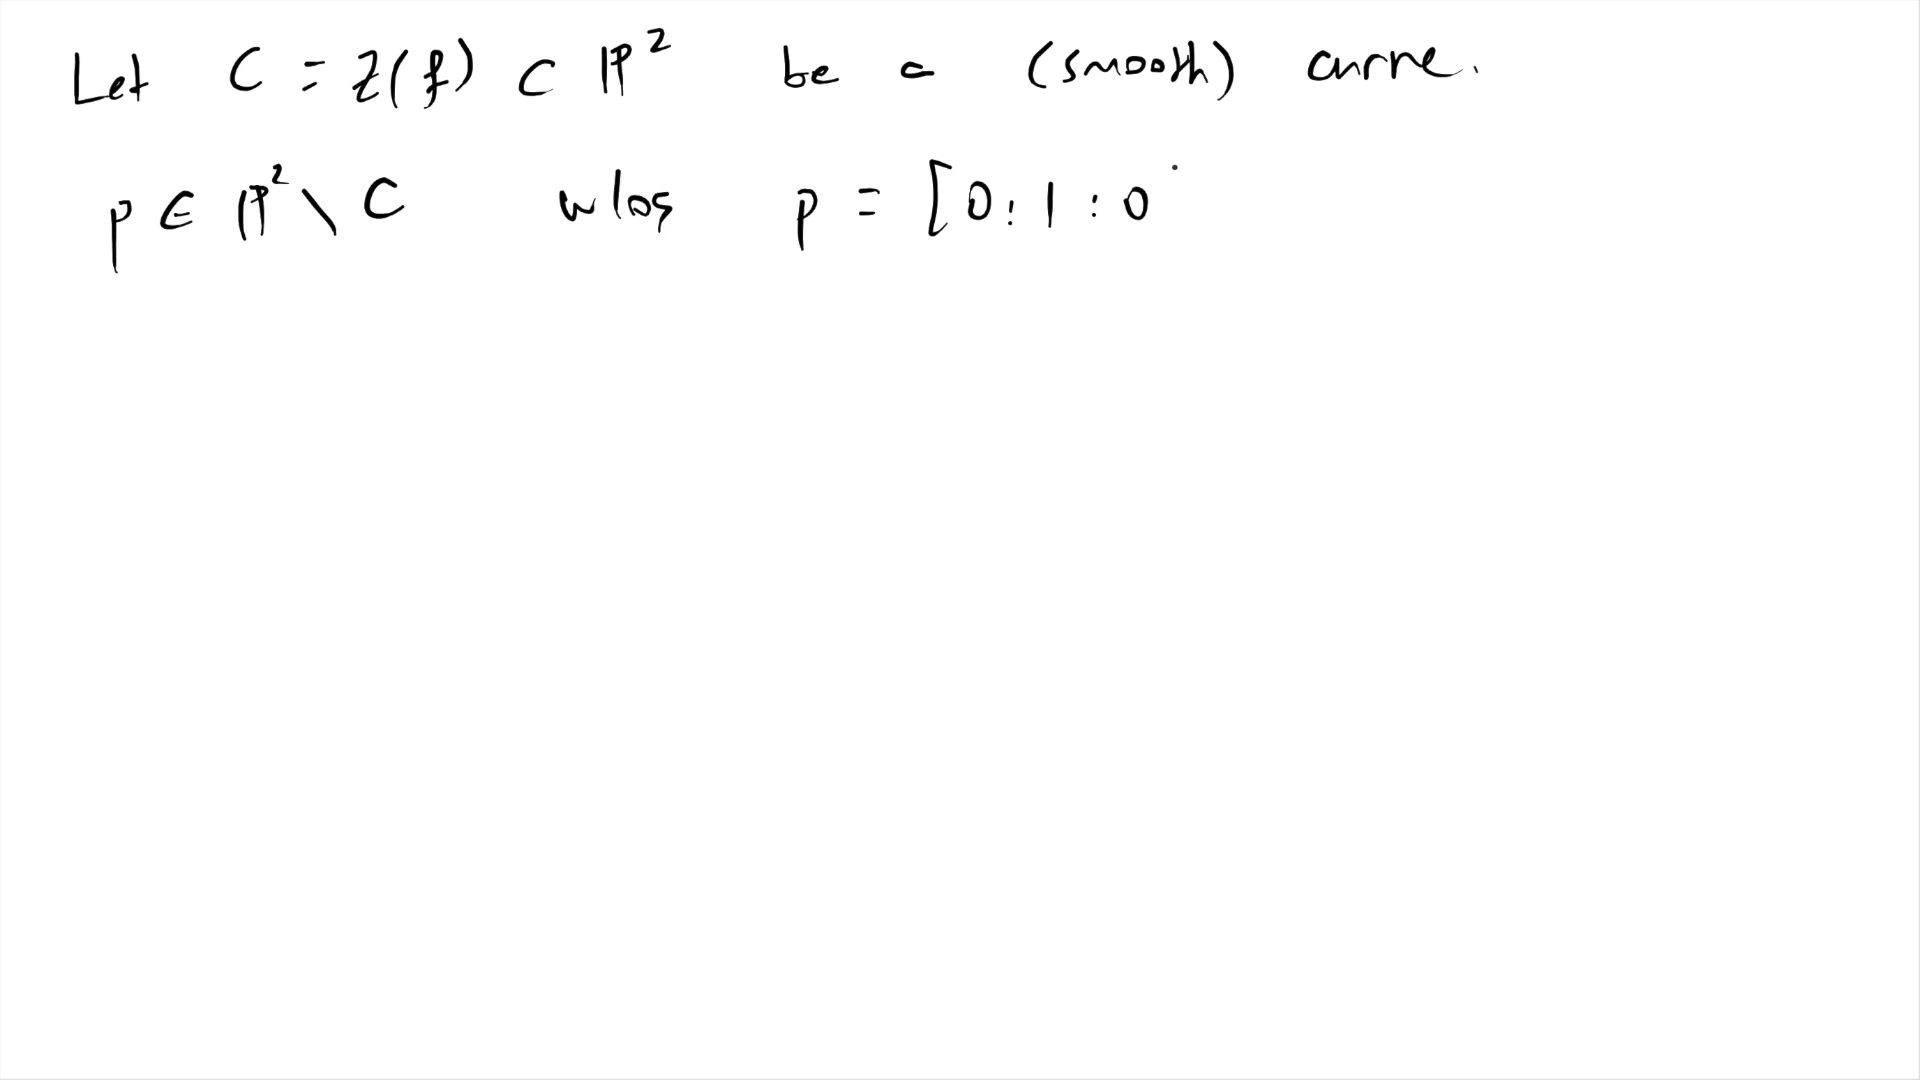 Let C = Z(f) ⊂ ℙ² be a (smooth) curve.
p ∈ ℙ² \ C wlog p = [0:1:0